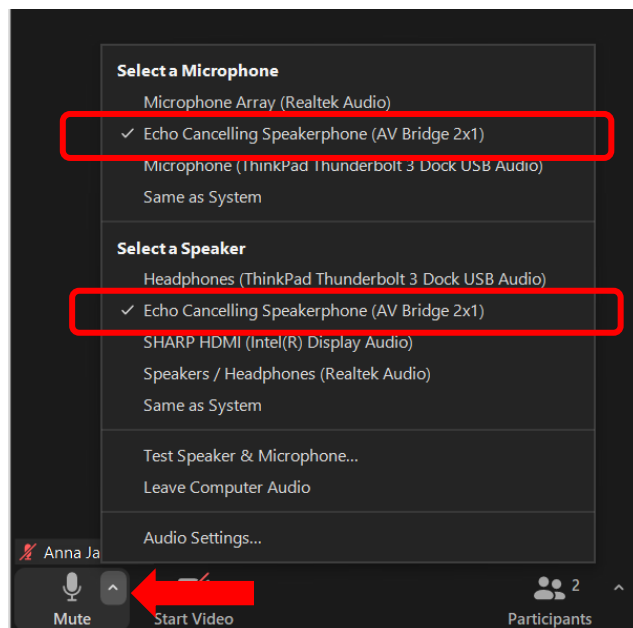 Select a Microphone
Microphone Array (Realtek Audio)
Echo Cancelling Speakerphone (AV Bridge 2x1)
Microphone (ThinkPad Thunderbolt 3 Dock USB Audio)
Same as System
Select a Speaker
Headphones (ThinkPad Thunderbolt 3 Dock USB Audio)
Echo Cancelling Speakerphone (AV Bridge 2x1)
SHARP HDMI (Intel(R) Display Audio)
Speakers / Headphones (Realtek Audio)
Same as System
Test Speaker & Microphone...
Leave Computer Audio
Audio Settings...
Anna Ja
2
Mute Start Video Participants